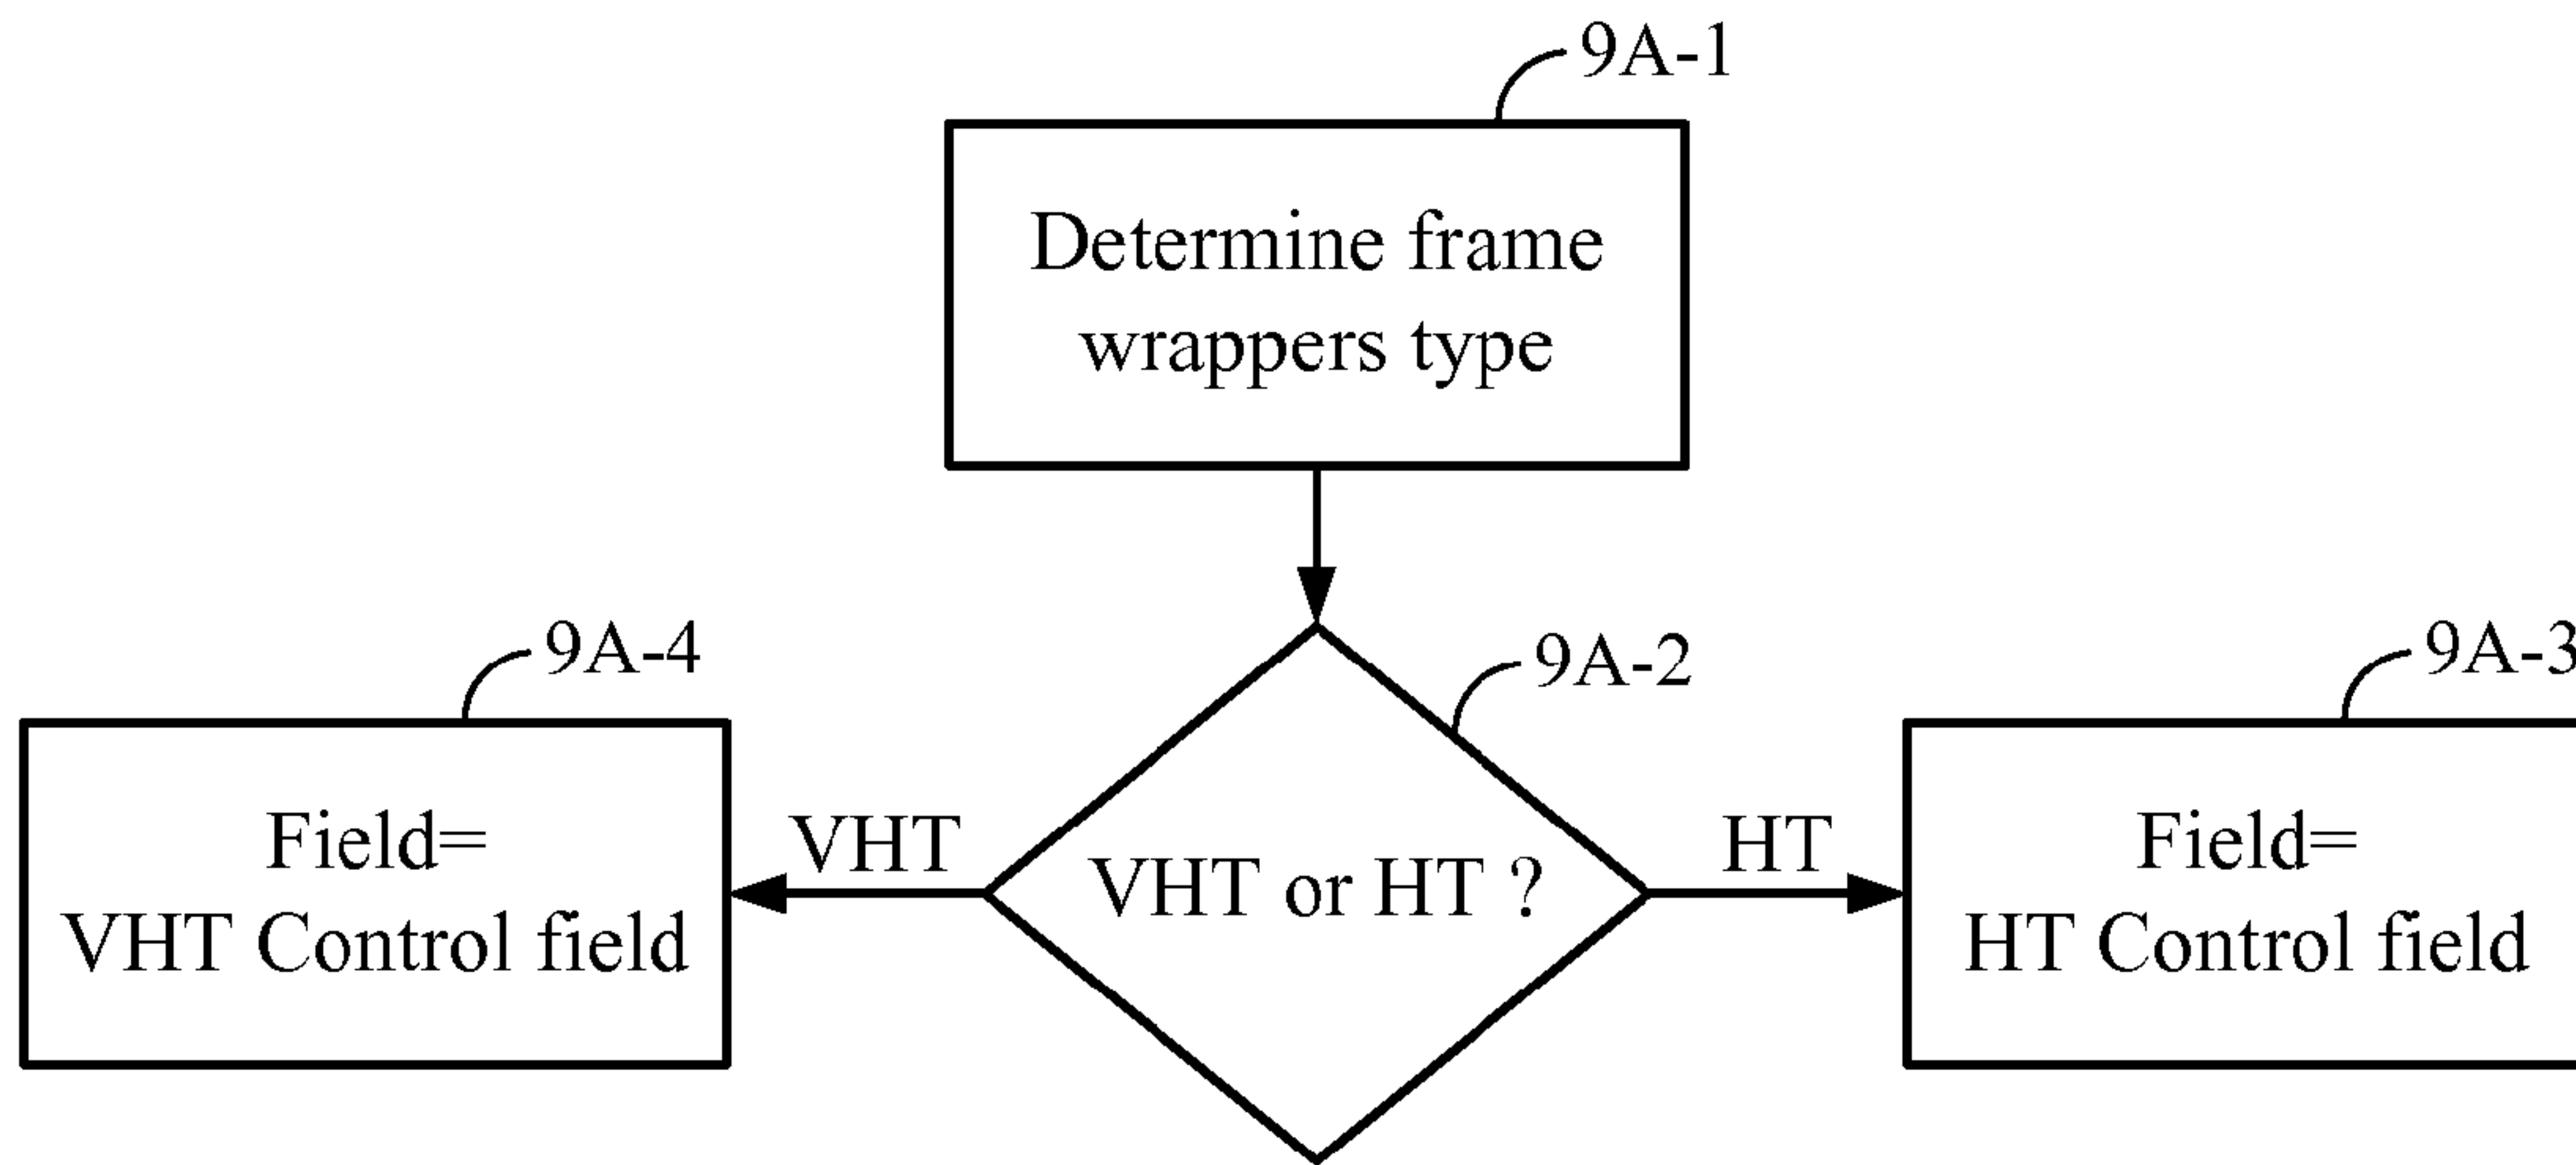 9A-1
Determine frame
wrappers type
9A-4
9A-2
9A-3
Field=
VHT Control field
VHT
VHT or HT ?
HT
Field=
HT Control field